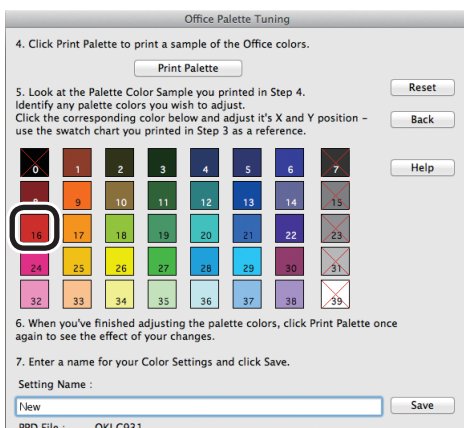 Office Palette Tuning
4. Click Print Palette to print a sample of the Office colors.
Print Palette
5. Look at the Palette Color Sample you printed in Step 4.
Identify any palette colors you wish to adjust.
Click the corresponding color below and adjust it's X and Y position –
use the swatch chart you printed in Step 3 as a reference.
Reset
Back
Help
0 1 2 3 4 5 6 7
8 9 10 11 12 13 14 15
16 17 18 19 20 21 22 23
24 25 26 27 28 29 30 31
32 33 34 35 36 37 38 39
6. When you've finished adjusting the palette colors, click Print Palette once
again to see the effect of your changes.
7. Enter a name for your Color Settings and click Save.
Setting Name :
New
Save
PPD File : OKLC931